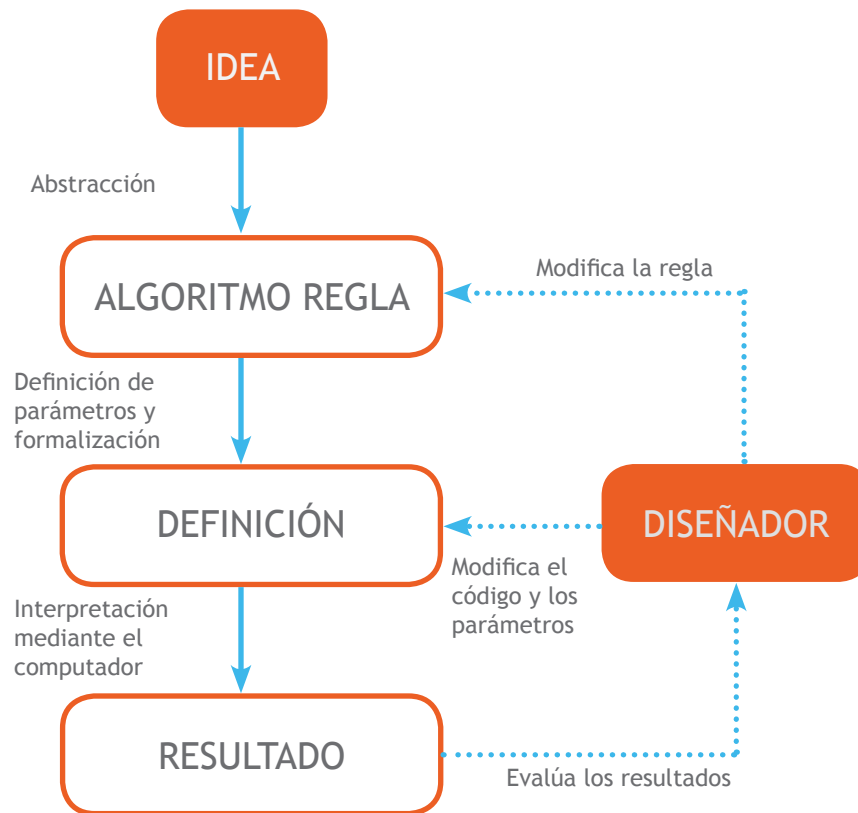 IDEA
Abstracción
ALGORITMO REGLA
Modifica la regla
Definición de
parámetros y
formalización
DEFINICIÓN
DISEÑADOR
Modifica el
código y los
parámetros
Interpretación
mediante el
computador
RESULTADO
Evalúa los resultados